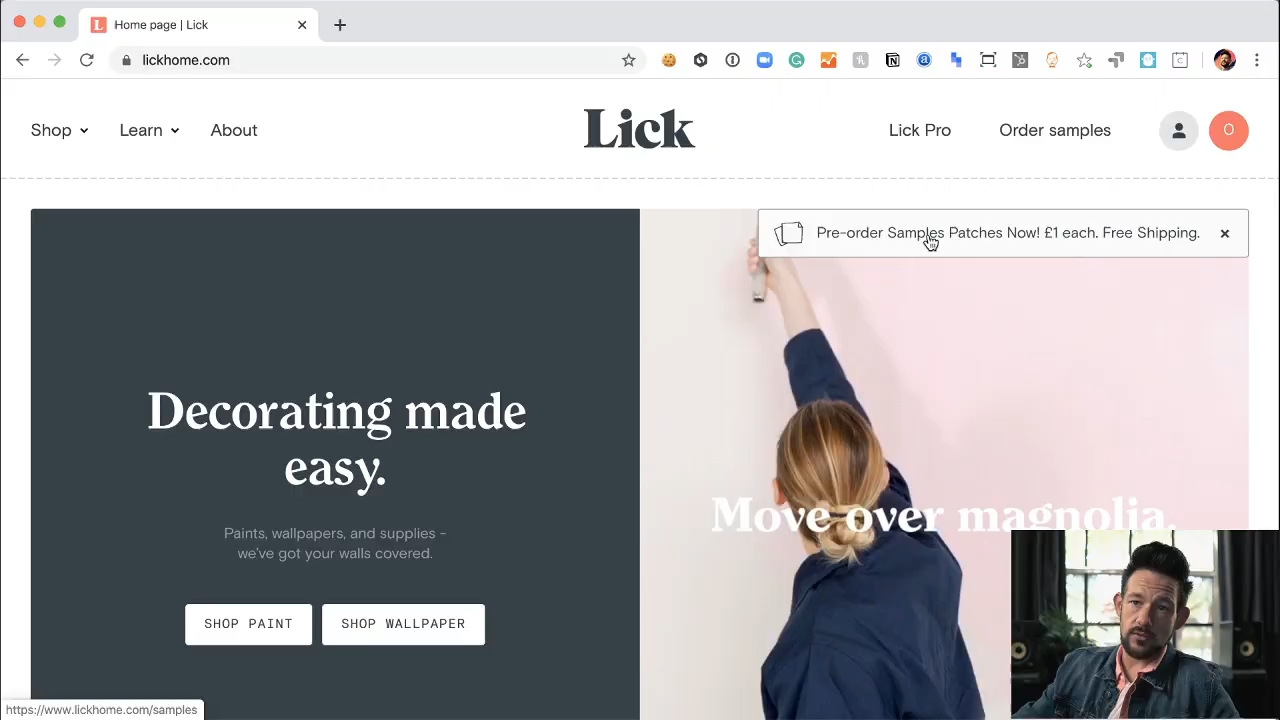 Home page | Lick
lickhome.com
Shop
Learn
About
Lick
Lick Pro
Order samples
0
Pre-order Samples Patches Now! £1 each. Free Shipping.
Decorating made
easy.
Paints, wallpapers, and supplies -
we've got your walls covered.
SHOP PAINT
SHOP WALLPAPER
Move over magnolia.
https://www.lickhome.com/samples